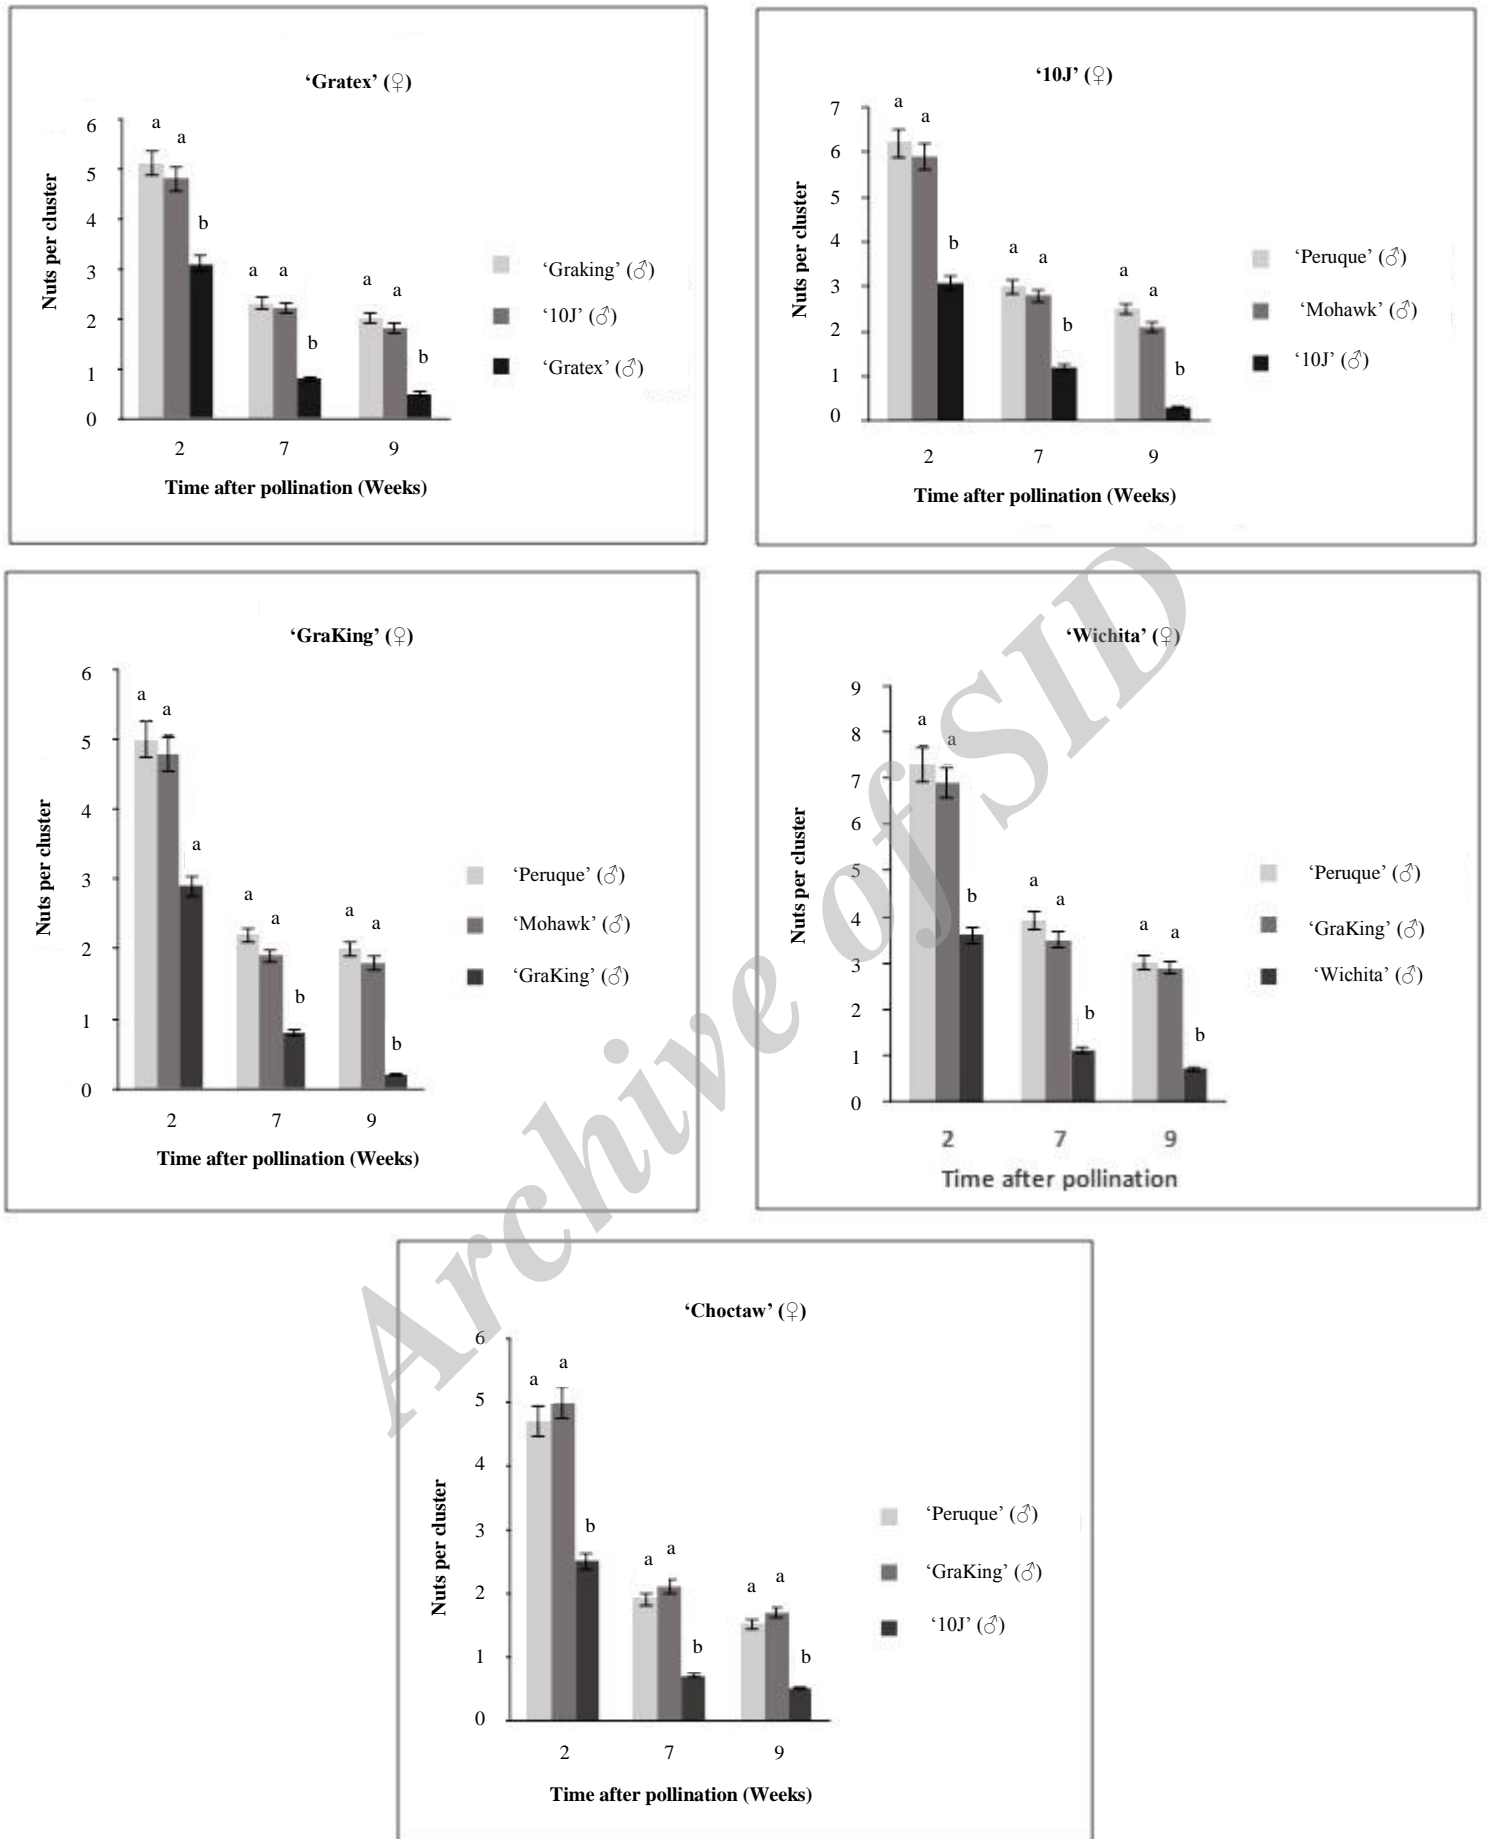 ‘Gratex’ (♀)
Nuts per cluster
6
5
4
3
2
1
0
a
a
b
a
a
b
a
a
b
2
7
9
Time after pollination (Weeks)
‘Graking’ (♂)
‘10J’ (♂)
‘Gratex’ (♂)
‘10J’ (♀)
Nuts per cluster
7
6
5
4
3
2
1
0
a
a
b
a
a
b
a
a
b
2
7
9
Time after pollination (Weeks)
‘Peruque’ (♂)
‘Mohawk’ (♂)
‘10J’ (♂)
‘GraKing’ (♀)
Nuts per cluster
6
5
4
3
2
1
0
a
a
a
a
a
b
a
a
b
2
7
9
Time after pollination (Weeks)
‘Peruque’ (♂)
‘Mohawk’ (♂)
‘GraKing’ (♂)
‘Wichita’ (♀)
Nuts per cluster
9
8
7
6
5
4
3
2
1
0
a
a
b
a
a
b
a
a
b
2
7
9
Time after pollination
‘Peruque’ (♂)
‘GraKing’ (♂)
‘Wichita’ (♂)
‘Choctaw’ (♀)
Nuts per cluster
6
5
4
3
2
1
0
a
a
b
a
a
b
a
a
b
2
7
9
Time after pollination (Weeks)
‘Peruque’ (♂)
‘GraKing’ (♂)
‘10J’ (♂)
Archive of SID